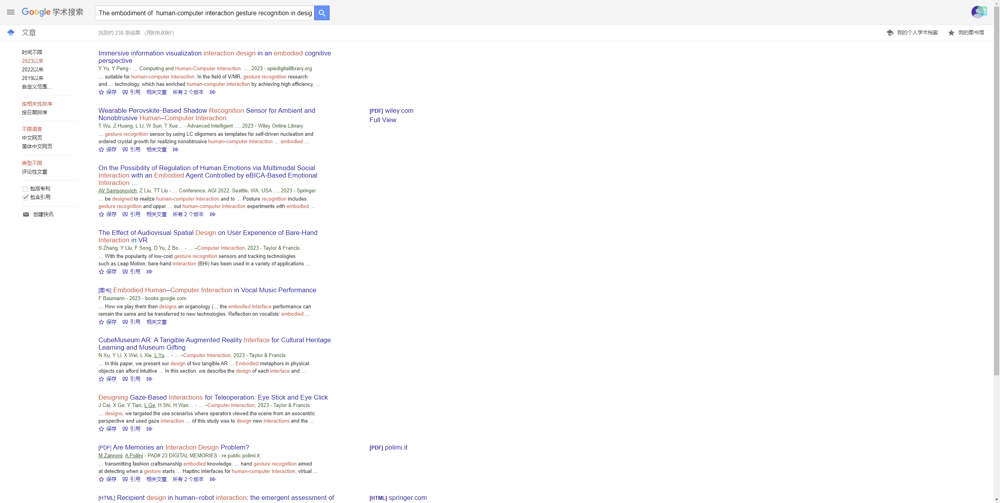 Google 学术搜索
The embodiment of  human-computer interaction gesture recognition in desig
文章
找到约 238 条结果 (用时0.03秒)
我的个人学术档案
我的图书馆
时间不限
2023以来
2022以来
2019以来
自定义范围...
按相关性排序
按日期排序
不限语言
中文网页
简体中文网页
类型不限
评论性文章
包括专利
包含引用
创建快讯
Immersive information visualization interaction design in an embodied cognitive
perspective
Y Yu, Y Peng - … Computing and Human-Computer Interaction …, 2023 - spiedigitallibrary.org
… suitable for human-computer interaction. In the field of V/MR, gesture recognition research
and … technology, which has enriched human-computer interaction by achieving high efficiency, …
保存 引用 相关文章 所有 2 个版本
Wearable Perovskite-Based Shadow Recognition Sensor for Ambient and
Nonobtrusive Human–Computer Interaction
T Wu, Z Huang, L Li, W Sun, T Xue… - Advanced Intelligent …, 2023 - Wiley Online Library
… gesture recognition sensor by using LC oligomers as templates for self-driven nucleation and
ordered crystal growth for realizing nonobtrusive human–computer interaction … embodied …
保存 引用 相关文章
[PDF] wiley.com
Full View
On the Possibility of Regulation of Human Emotions via Multimodal Social
Interaction with an Embodied Agent Controlled by eBICA-Based Emotional
Interaction …
AV Samsonovich, Z Liu, TT Liu - … Conference, AGI 2022, Seattle, WA, USA …, 2023 - Springer
… be designed to realize human-computer interaction and to … Posture recognition includes
gesture recognition and upper … out human-computer interaction experiments with embodied …
保存 引用 相关文章 所有 2 个版本
The Effect of Audiovisual Spatial Design on User Experience of Bare-Hand
Interaction in VR
S Zhang, Y Liu, F Song, D Yu, Z Bo… - … –Computer Interaction, 2023 - Taylor & Francis
… With the popularity of low-cost gesture recognition sensors and tracking technologies
such as Leap Motion, bare-hand interaction (BHI) has been used in a variety of applications …
保存 引用
[图书] Embodied Human–Computer Interaction in Vocal Music Performance
F Baumann - 2023 - books.google.com
… How we play them then designs an organology (… the embodied interface performance can
remain the same and be transferred to new technologies. Reflection on vocalists' embodied …
保存 引用 相关文章
CubeMuseum AR: A Tangible Augmented Reality Interface for Cultural Heritage
Learning and Museum Gifting
N Xu, Y Li, X Wei, L Xie, L Yu… - … –Computer Interaction, 2023 - Taylor & Francis
… In this paper, we present our design of two tangible AR … Embodied metaphors in physical
objects can afford intuitive … In this section, we describe the design of each interface and …
保存 引用
Designing Gaze-Based Interactions for Teleoperation: Eye Stick and Eye Click
J Cai, X Ge, Y Tian, L Ge, H Shi, H Wan… - … –Computer Interaction, 2023 - Taylor & Francis
… designs, we targeted the use scenarios where operators viewed the scene from an exocentric
perspective and used gaze interaction … of this study was to design new interactions and the …
保存 引用
[PDF] Are Memories an Interaction Design Problem?
M Zannoni, A Pollini - PAD# 23 DIGITAL MEMORIES - re.public.polimi.it
… transmitting fashion craftsmanship embodied knowledge. … hand gesture recognition aimed
at detecting when a gesture starts … Haptinc interfaces for human-computer interaction, virtual …
保存 引用 相关文章 所有 2 个版本
[PDF] polimi.it
[HTML] Recipient design in human–robot interaction: the emergent assessment of
[HTML] springer.com